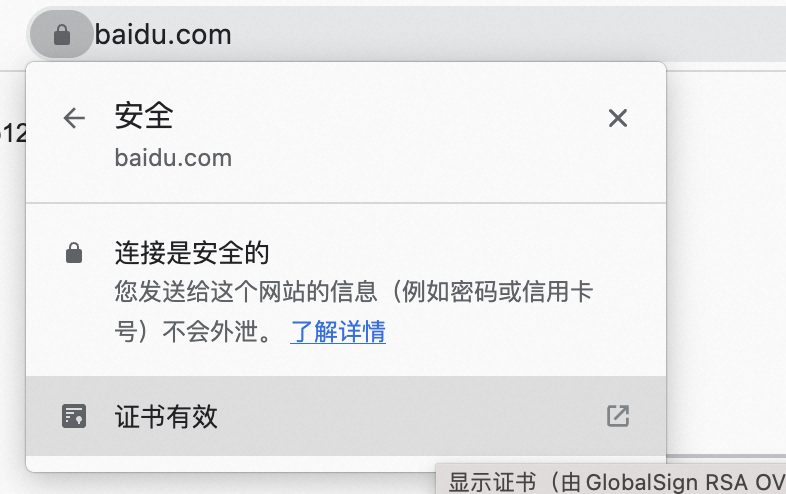 baidu.com
安全
baidu.com
12
连接是安全的
您发送给这个网站的信息（例如密码或信用卡
号）不会外泄。 了解详情
证书有效
显示证书（由 GlobalSign RSA OV